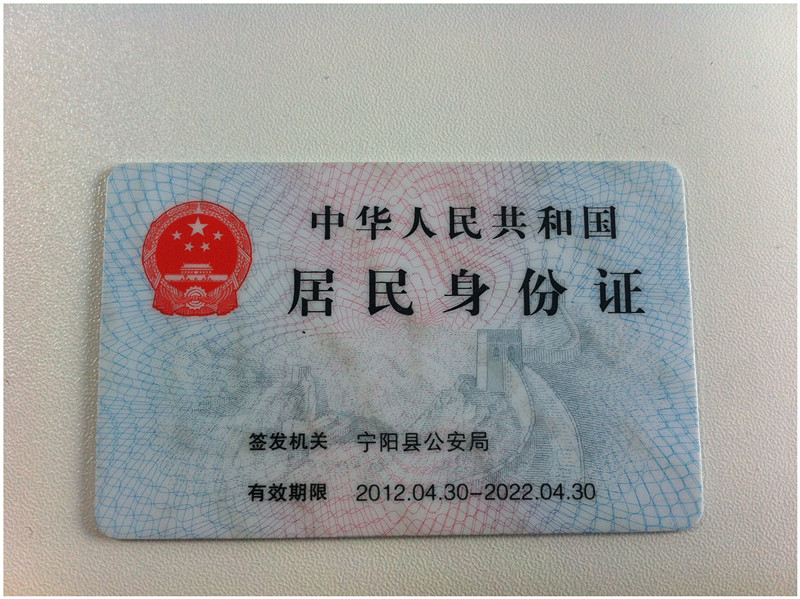 中华人民共和国
居民身份证
签发机关 宁阳县公安局
有效期限 2012.04.30-2022.04.30